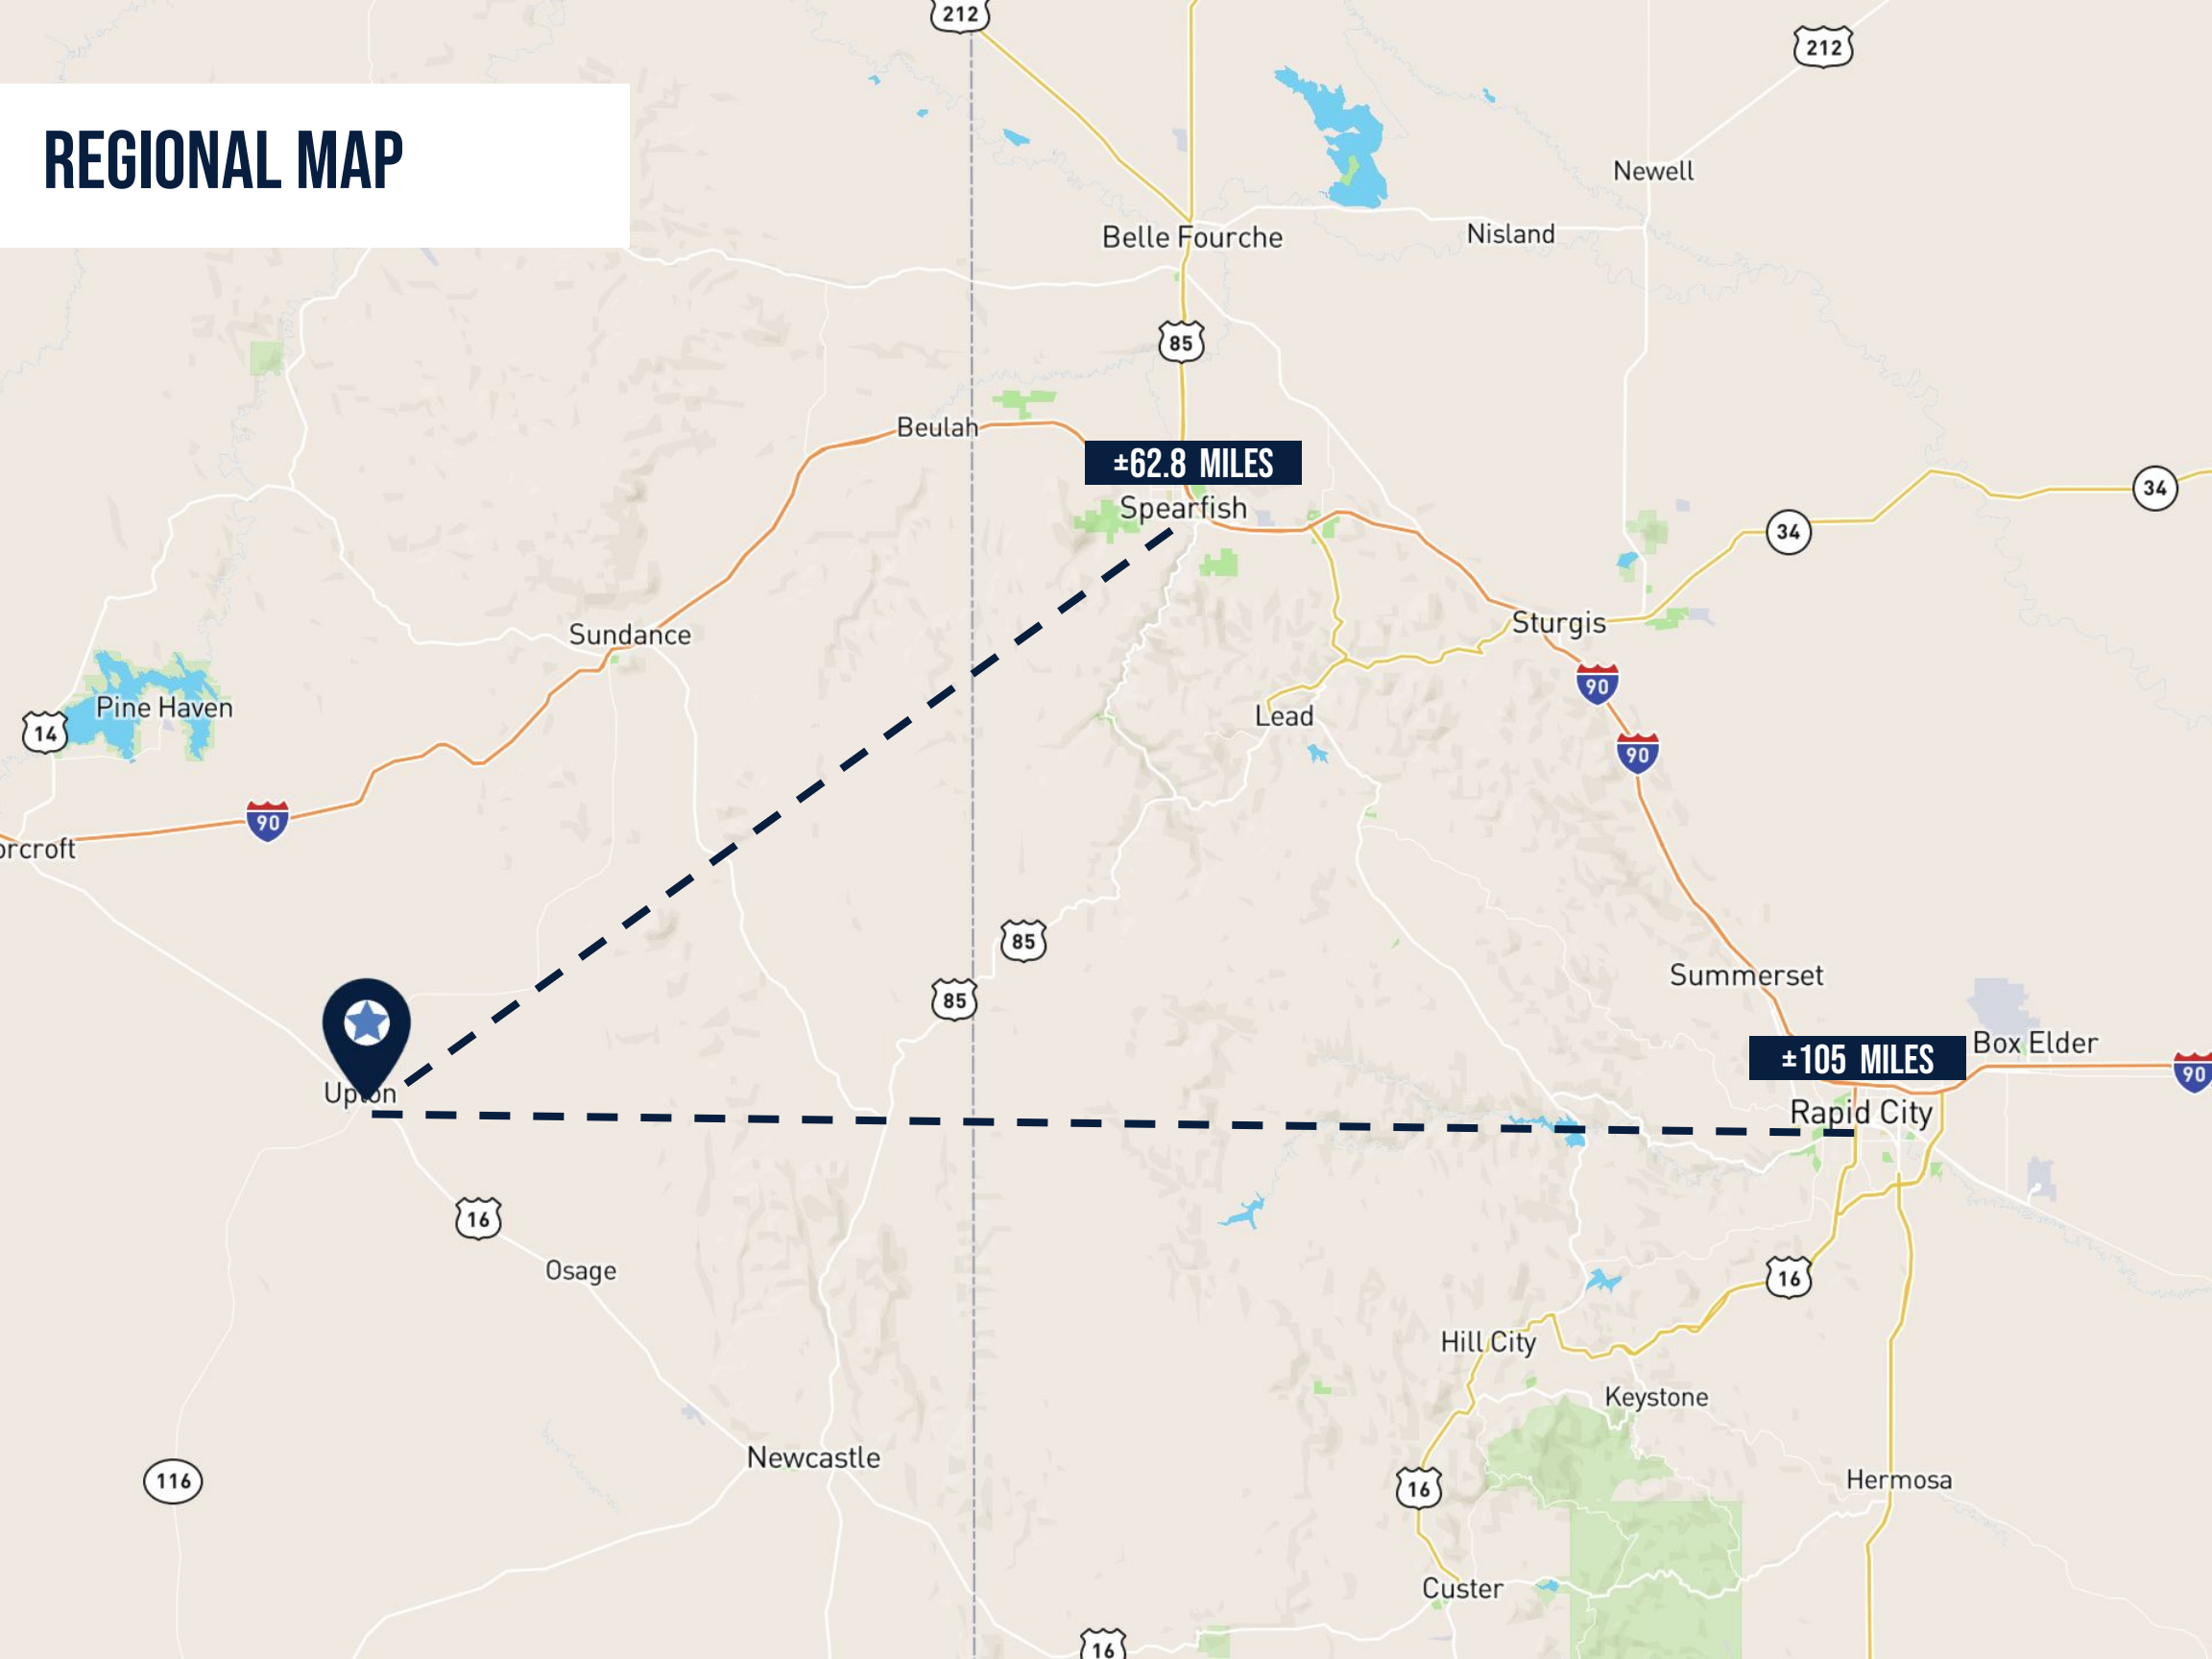 212
212
REGIONAL MAP
Newell
Belle Fourche
Nisland
85
Beulah
±62.8 MILES
Spearfish
34
34
Sundance
Sturgis
90
Pine Haven
14
Lead
90
90
orcroft
85
Summerset
85
Upton
±105 MILES
Box Elder
90
Rapid City
16
Osage
16
Hill City
Keystone
Newcastle
116
16
Hermosa
Custer
16